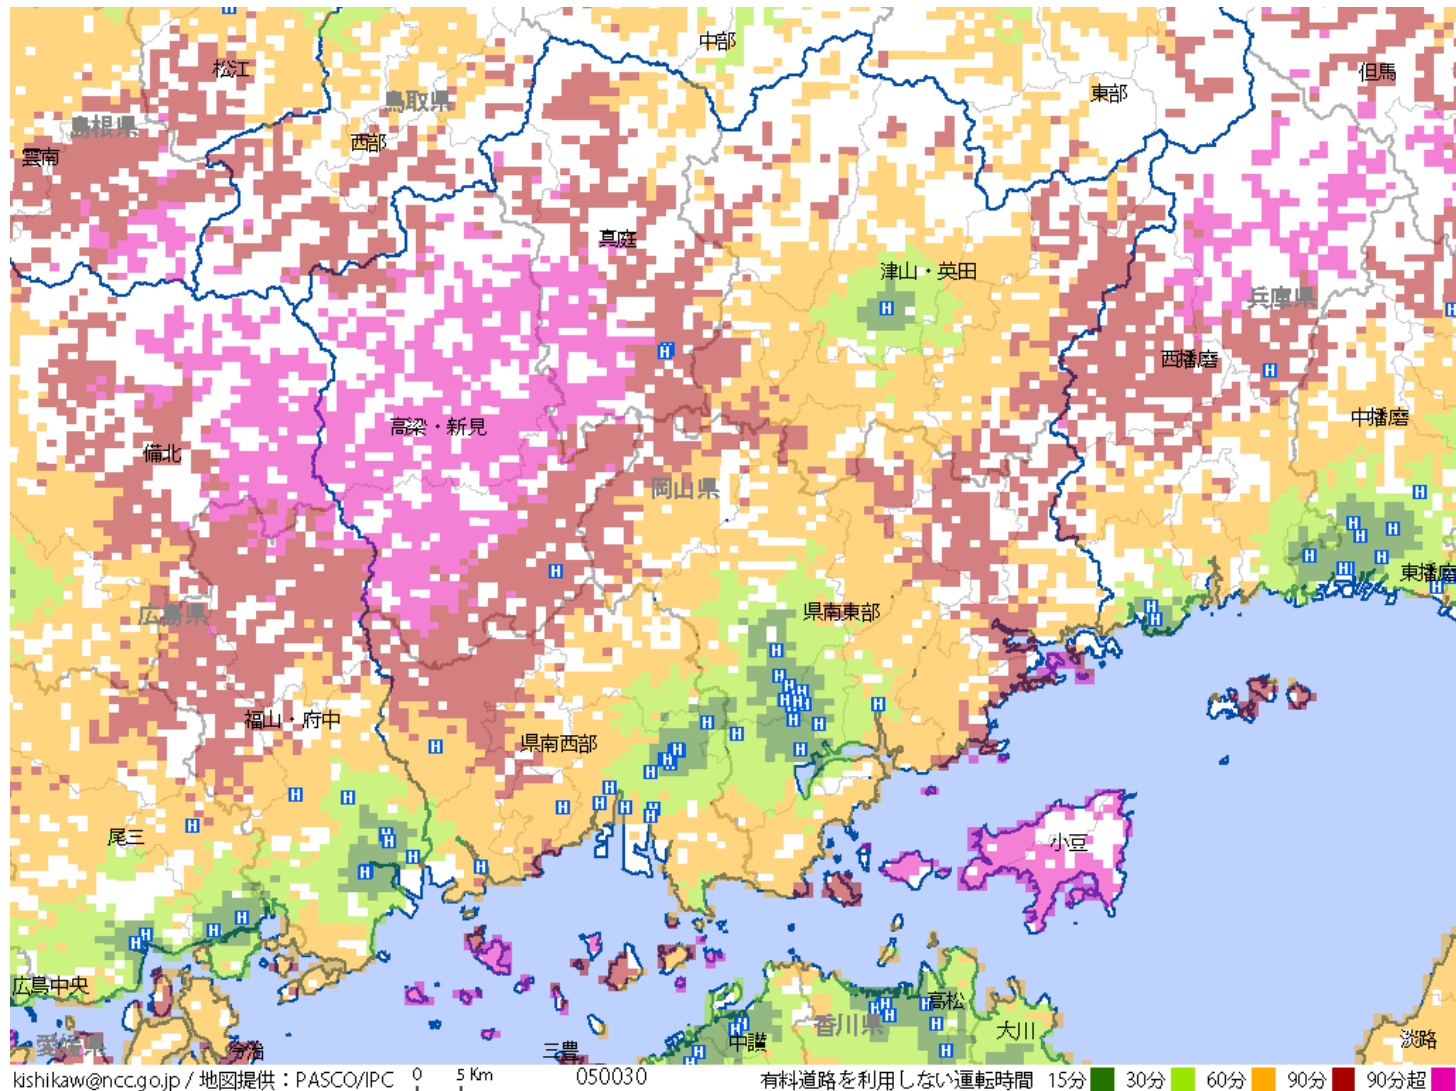 中部
松江
但馬
鳥取県
東部
島根県
西部
雲南
真庭
津山・英田
兵庫県
西播磨
中播磨
高梁・新見
備北
岡山県
東播磨
県南東部
広島県
福山・府中
県南西部
尾三
小豆
広島中央
高松
香川県
大川
中讃
淡路
愛媛県
今治
三豊
kishikaw@ncc.go.jp / 地図提供：PASCO/IPC 0 5 Km 050030 有料道路を利用しない運転時間 15分 30分 60分 90分 90分超